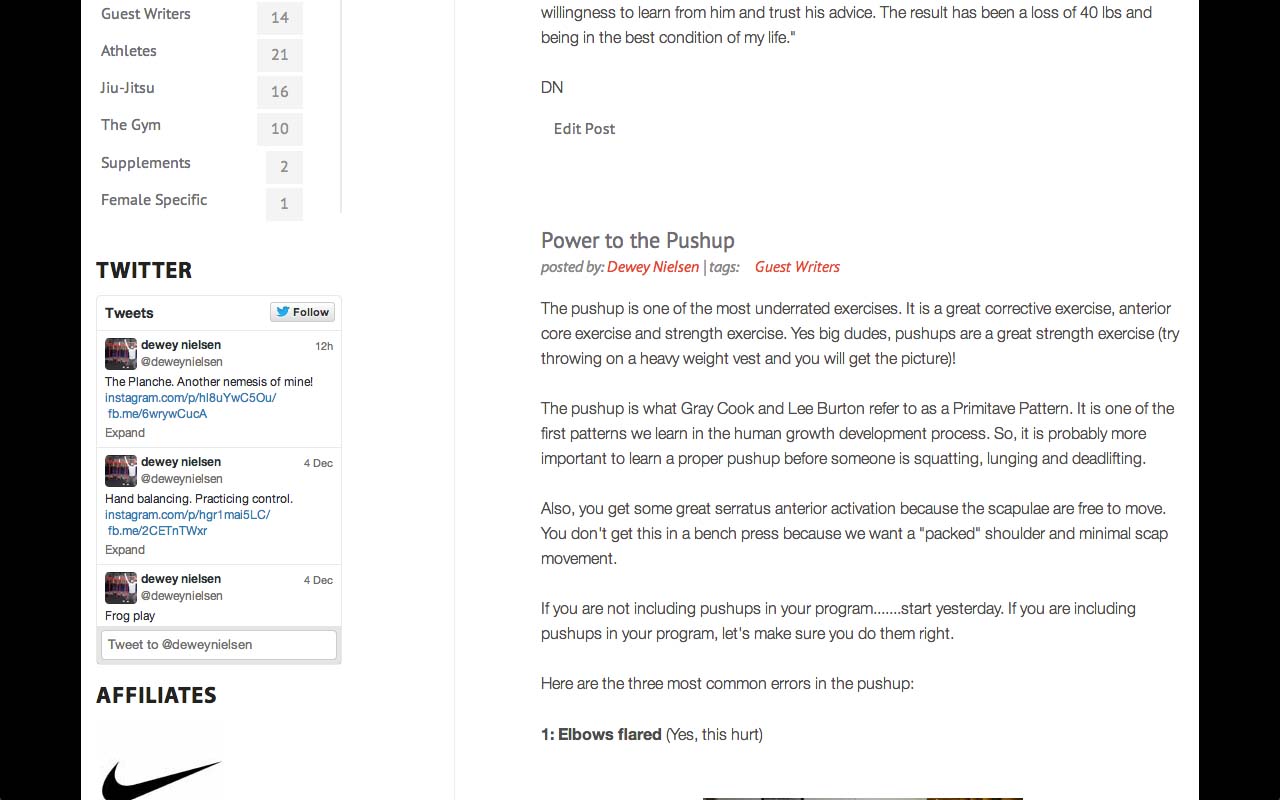 Guest Writers 14
Athletes 21
Jiu-Jitsu 16
The Gym 10
Supplements 2
Female Specific 1
TWITTER
Tweets
Follow
dewey nielsen 12h
@deweynielsen
The Planche. Another nemesis of mine!
instagram.com/p/hl8uYwC5Ou/
fb.me/6wrywCucA
Expand
dewey nielsen 4 Dec
@deweynielsen
Hand balancing. Practicing control.
instagram.com/p/hgr1mai5LC/
fb.me/2CETnTWxr
Expand
dewey nielsen 4 Dec
@deweynielsen
Frog play
Tweet to @deweynielsen
AFFILIATES
willingness to learn from him and trust his advice. The result has been a loss of 40 lbs and
being in the best condition of my life."
DN
Edit Post
Power to the Pushup
posted by: Dewey Nielsen | tags: Guest Writers
The pushup is one of the most underrated exercises. It is a great corrective exercise, anterior
core exercise and strength exercise. Yes big dudes, pushups are a great strength exercise (try
throwing on a heavy weight vest and you will get the picture)!
The pushup is what Gray Cook and Lee Burton refer to as a Primitave Pattern. It is one of the
first patterns we learn in the human growth development process. So, it is probably more
important to learn a proper pushup before someone is squatting, lunging and deadlifting.
Also, you get some great serratus anterior activation because the scapulae are free to move.
You don't get this in a bench press because we want a "packed" shoulder and minimal scap
movement.
If you are not including pushups in your program.......start yesterday. If you are including
pushups in your program, let's make sure you do them right.
Here are the three most common errors in the pushup:
1: Elbows flared (Yes, this hurt)